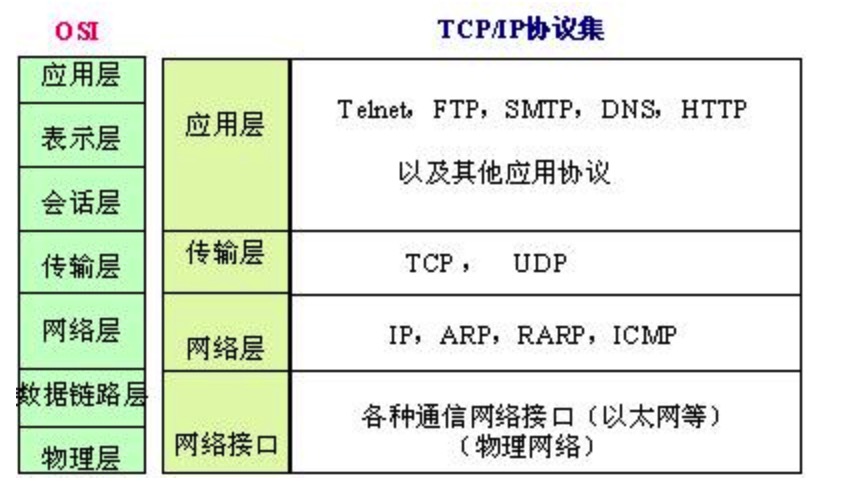 OSI
TCP/IP协议集
应用层
表示层
会话层
传输层
网络层
数据链路层
物理层
应用层
Telnet，FTP，SMTP，DNS，HTTP
以及其他应用协议
传输层
TCP，UDP
网络层
IP，ARP，RARP，ICMP
网络接口
各种通信网络接口（以太网等）
（物理网络）